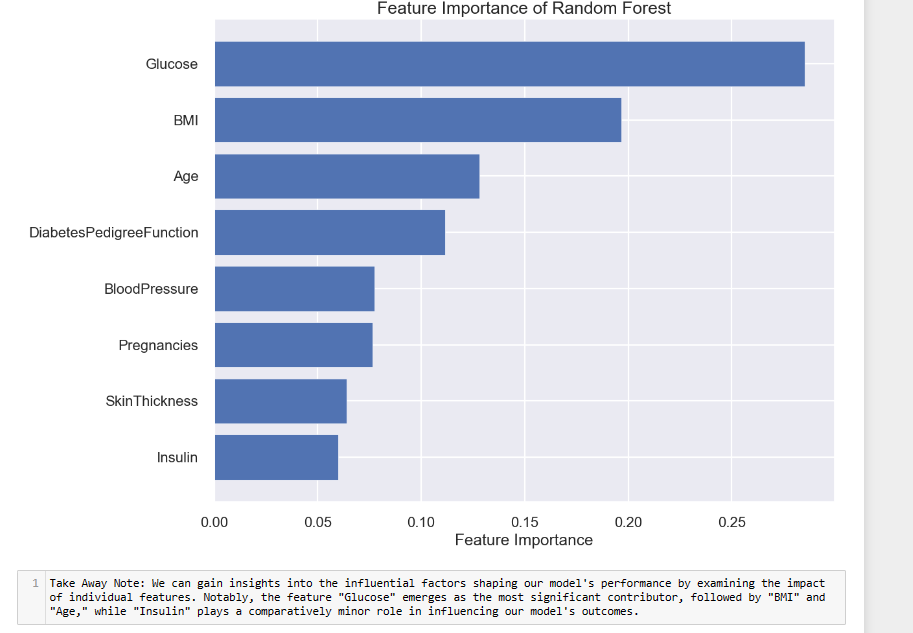 Feature Importance of Random Forest
Glucose
BMI
Age
DiabetesPedigreeFunction
BloodPressure
Pregnancies
SkinThickness
Insulin
0.00 0.05 0.10 0.15 0.20 0.25
Feature Importance
1 Take Away Note: We can gain insights into the influential factors shaping our model's performance by examining the impact
of individual features. Notably, the feature "Glucose" emerges as the most significant contributor, followed by "BMI" and
"Age," while "Insulin" plays a comparatively minor role in influencing our model's outcomes.